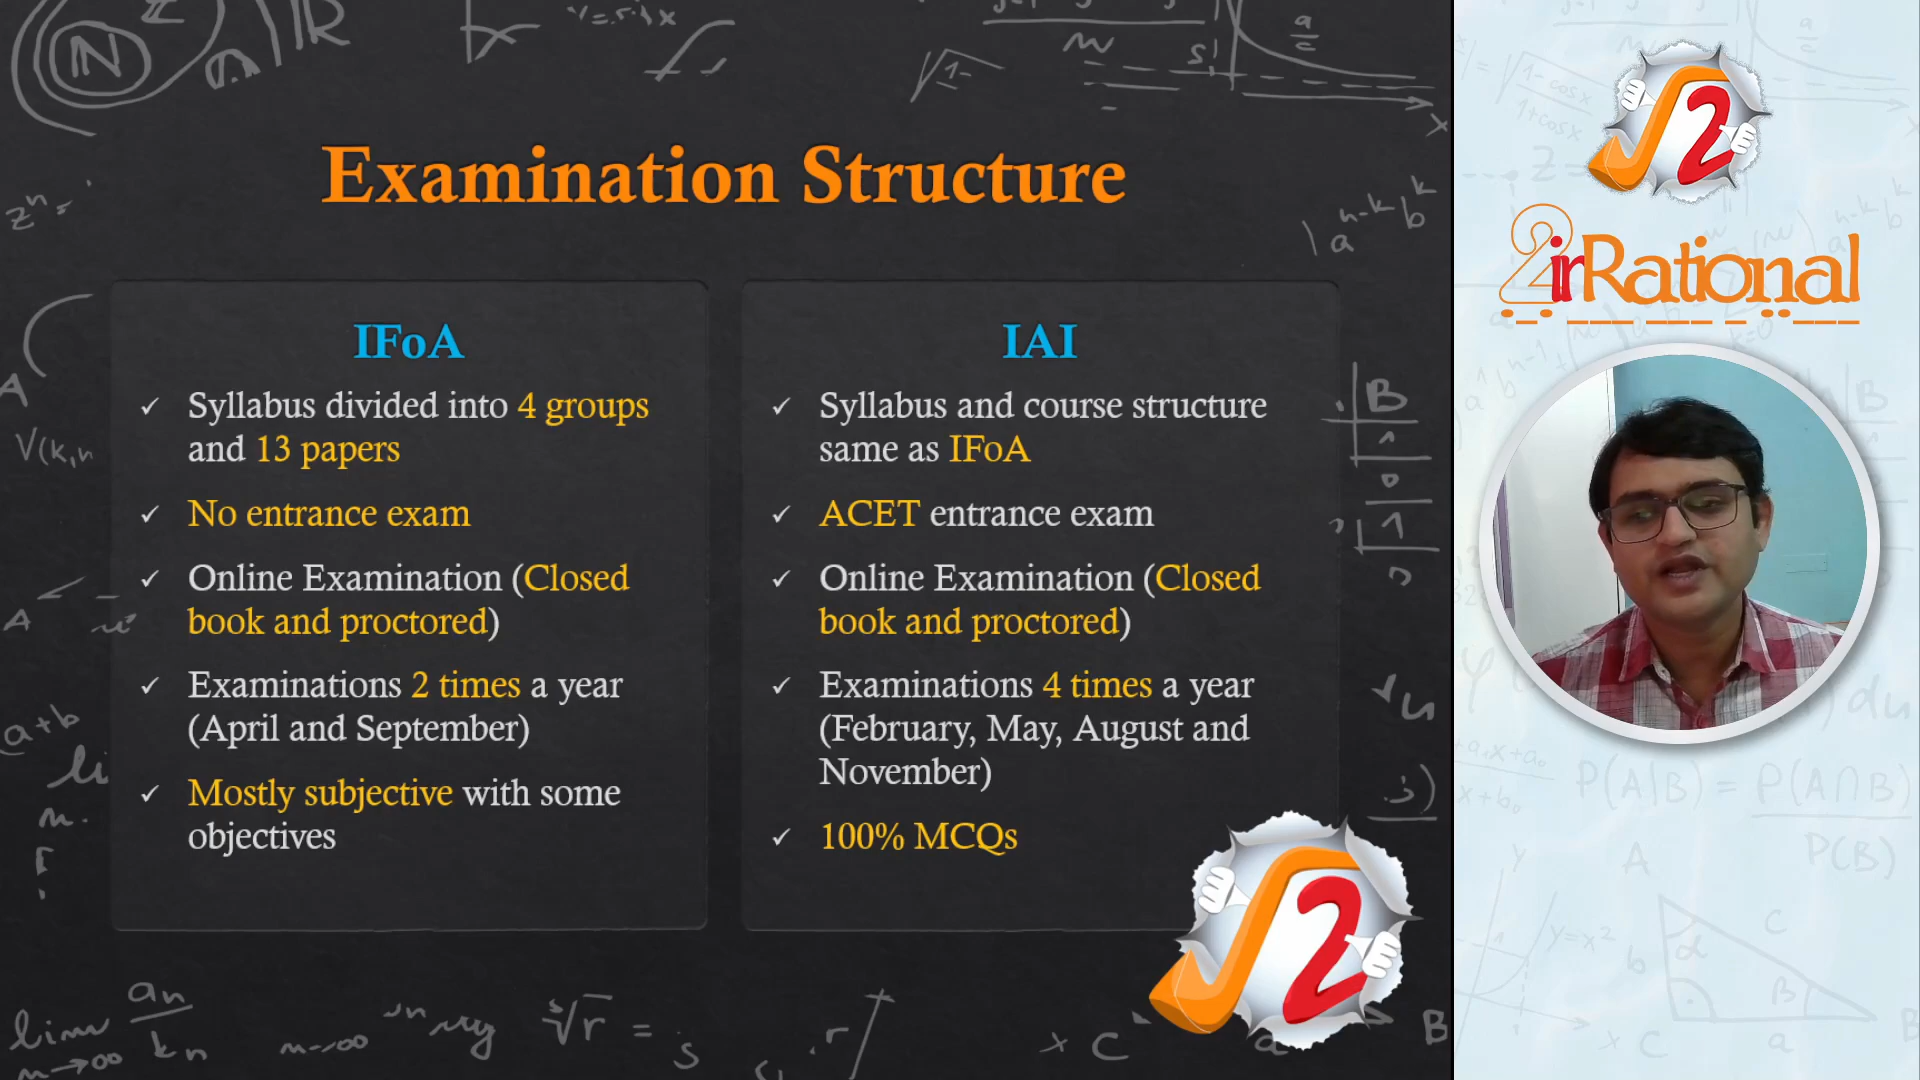 Examination Structure
IFoA
✓ Syllabus divided into 4 groups
and 13 papers
✓ No entrance exam
✓ Online Examination (Closed
book and proctored)
✓ Examinations 2 times a year
(April and September)
✓ Mostly subjective with some
objectives
IAI
✓ Syllabus and course structure
same as IFoA
✓ ACET entrance exam
✓ Online Examination (Closed
book and proctored)
✓ Examinations 4 times a year
(February, May, August and
November)
✓ 100% MCQs
√2
√2
2irRational
P(A|B) = P(A∩B)
P(B)
y=x²